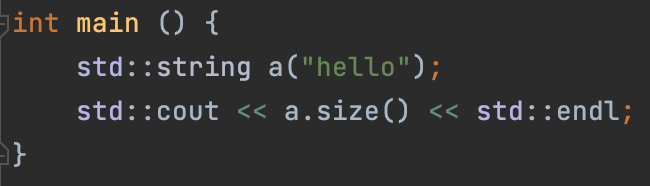 int main () {
    std::string a("hello");
    std::cout << a.size() << std::endl;
}